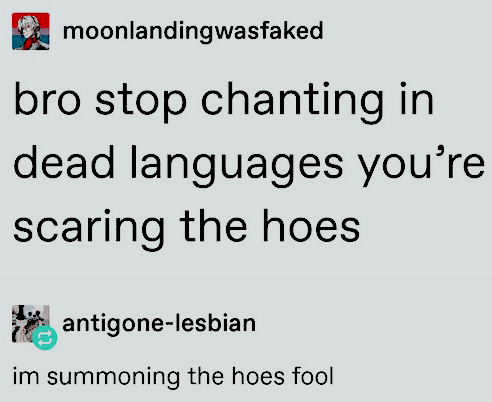 moonlandingwasfaked
bro stop chanting in
dead languages you’re
scaring the hoes
antigone-lesbian
im summoning the hoes fool